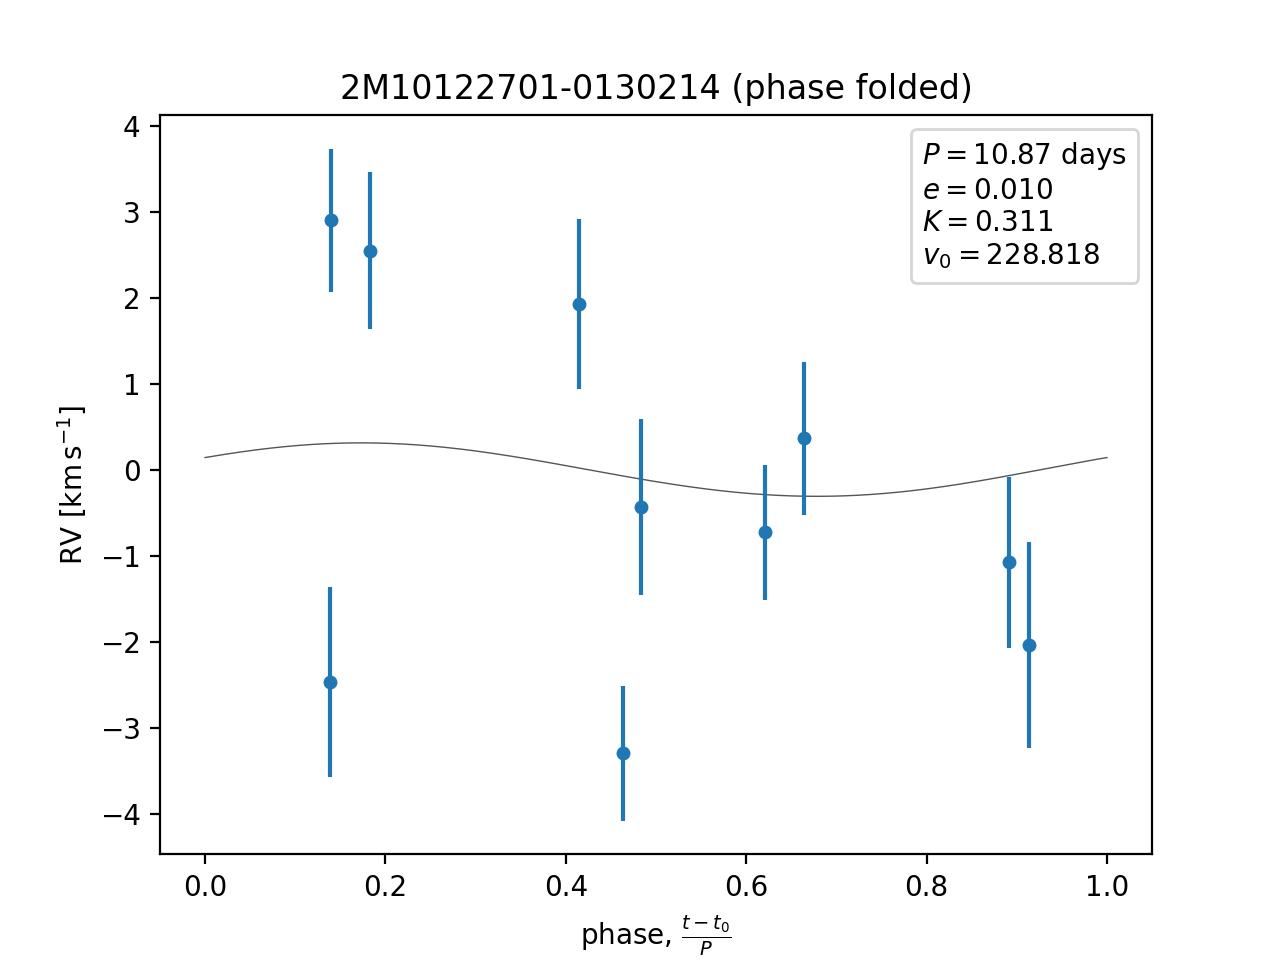 2M10122701-0130214 (phase folded)
P = 10.87 days
e = 0.010
K = 0.311
v₀ = 228.818
4
3
2
1
0
−1
−2
−3
−4
RV [km s⁻¹]
0.0 0.2 0.4 0.6 0.8 1.0
phase, (t − t₀)/P